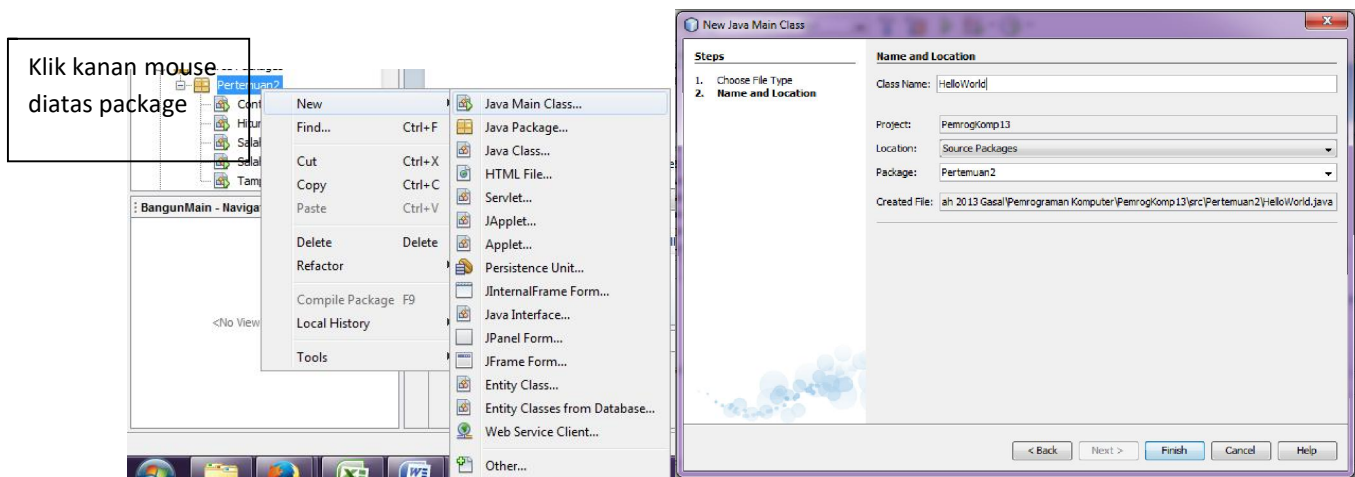 Klik kanan mouse
diatas package
Pertemuan2
BangunMain - Naviga
<No View
New
Find... Ctrl+F
Cut Ctrl+X
Copy Ctrl+C
Paste Ctrl+V
Delete Delete
Refactor
Compile Package F9
Local History
Tools
Java Main Class...
Java Package...
Java Class...
HTML File...
Servlet...
JApplet...
Applet...
Persistence Unit...
JInternalFrame Form...
Java Interface...
JPanel Form...
JFrame Form...
Entity Class...
Entity Classes from Database...
Web Service Client...
Other...
New Java Main Class
Steps
1. Choose File Type
2. Name and Location
Name and Location
Class Name: HelloWorld
Project: PemrogKomp13
Location: Source Packages
Package: Pertemuan2
Created File: ah 2013 Gasal\Pemrograman Komputer\PemrogKomp13\src\Pertemuan2\HelloWorld.java
< Back Next > Finish Cancel Help